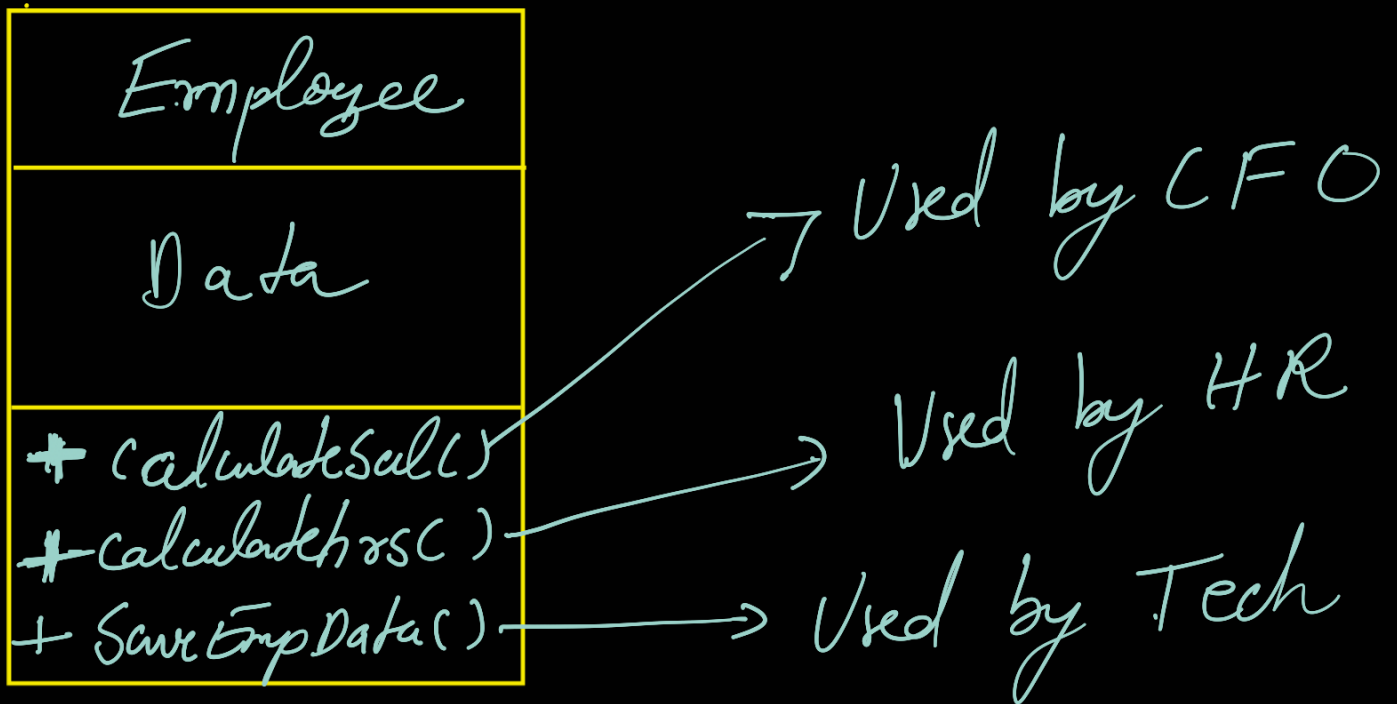 Employee
Data
+ calculateSal()
+ calculatehrs()
+ SaveEmpData()
Used by CFO
Used by HR
Used by Tech